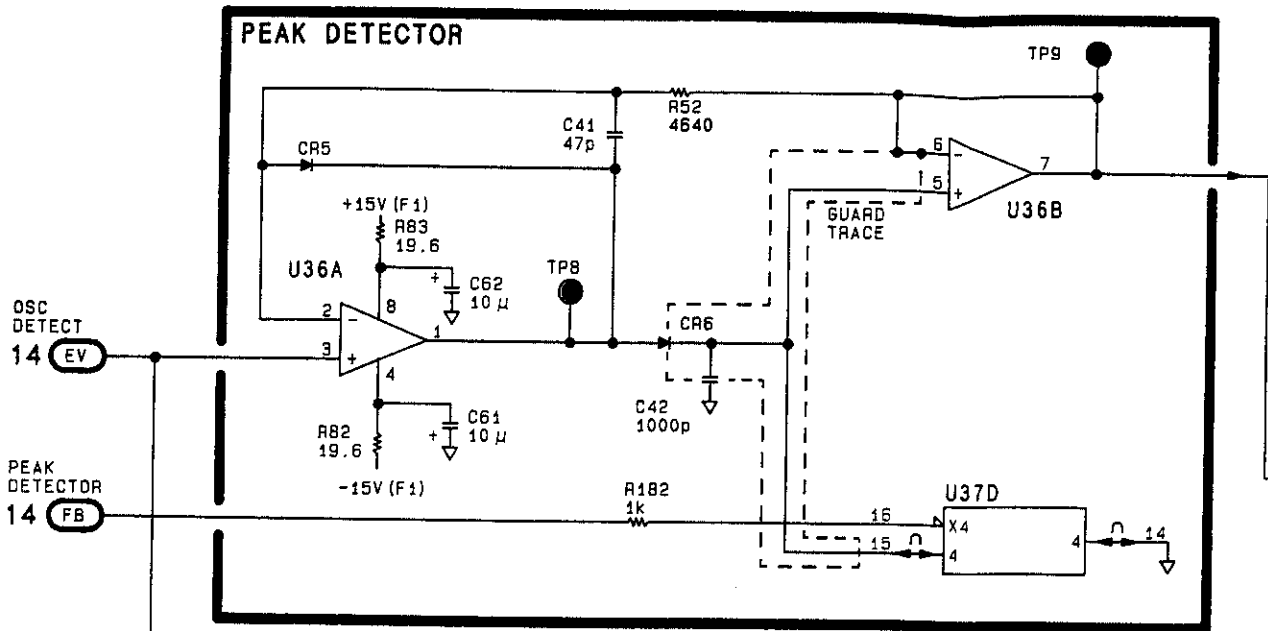 PEAK DETECTOR
TP9
R52
4640
C41
47p
CR5
6
-
7
5
+
U36B
GUARD
TRACE
+15V(F1)
R83
19.6
U36A
C62
10µ
+
8
TP8
OSC
DETECT
14 EV
2
-
3
+
1
4
CR6
C42
1000p
R82
19.6
C61
10µ
+
-15V(F1)
PEAK
DETECTOR
14 FB
R182
1k
U37D
16
X4
15
4
4
14